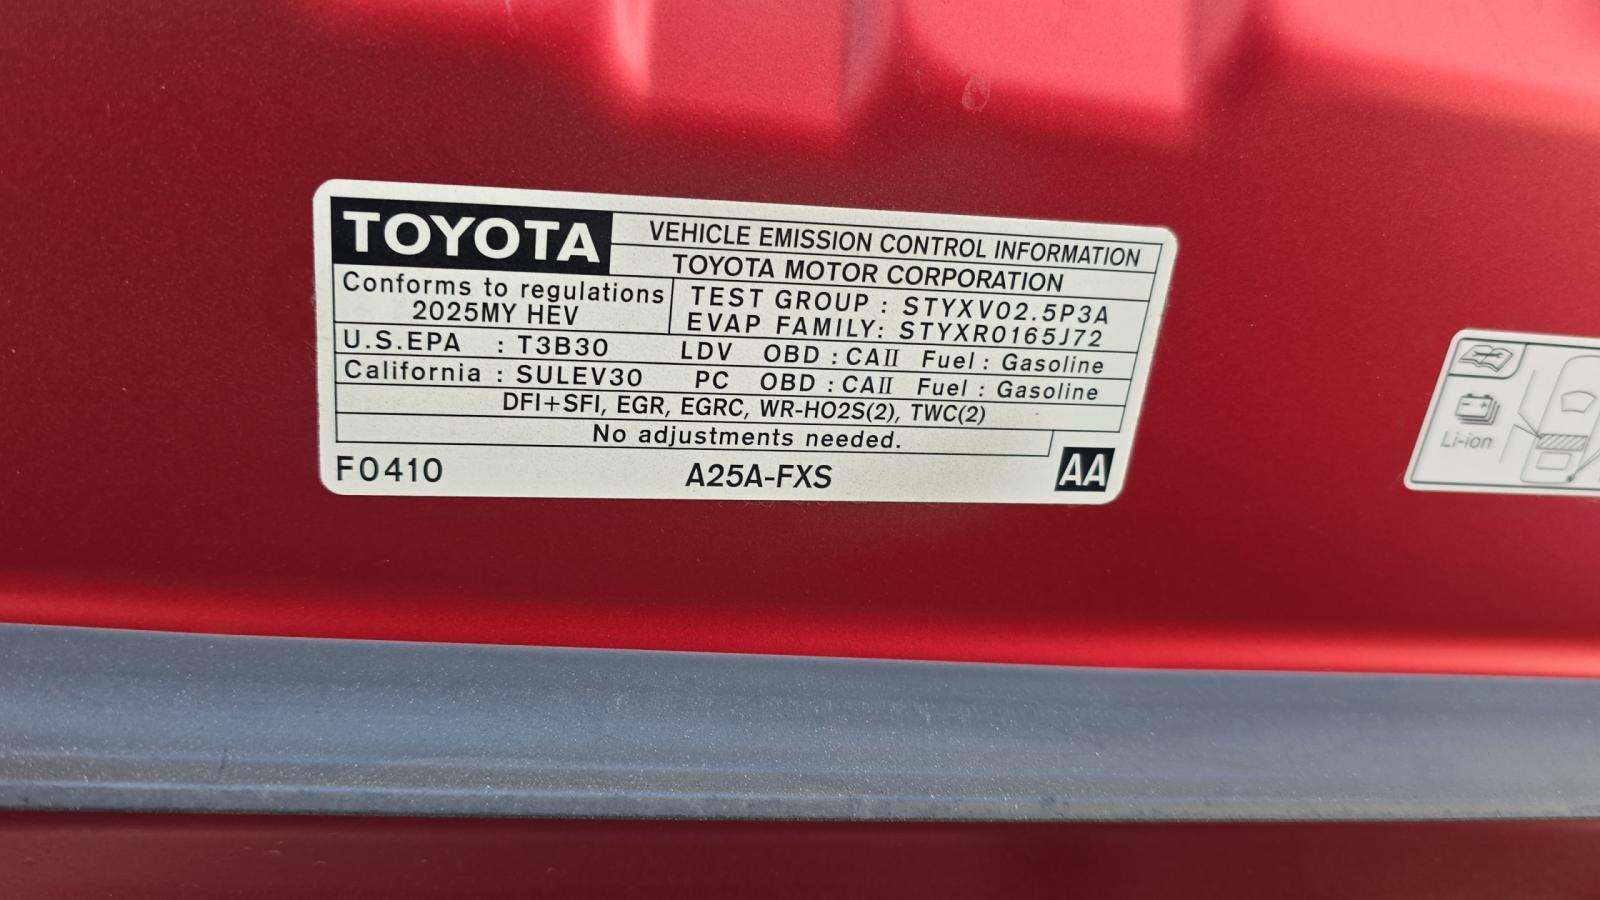 TOYOTA
VEHICLE EMISSION CONTROL INFORMATION
TOYOTA MOTOR CORPORATION
Conforms to regulations
2025MY HEV
TEST GROUP : STYXV02.5P3A
EVAP FAMILY: STYXR0165J72
U.S.EPA : T3B30 LDV OBD : CAII Fuel : Gasoline
California : SULEV30 PC OBD : CAII Fuel : Gasoline
DFI+SFI, EGR, EGRC, WR-HO2S(2), TWC(2)
No adjustments needed.
F0410 A25A-FXS AA
Li-ion